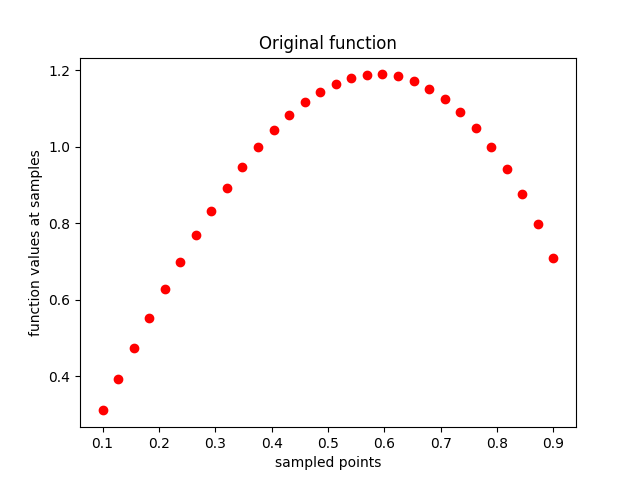 Original function
function values at samples
1.2
1.0
0.8
0.6
0.4
0.1 0.2 0.3 0.4 0.5 0.6 0.7 0.8 0.9
sampled points